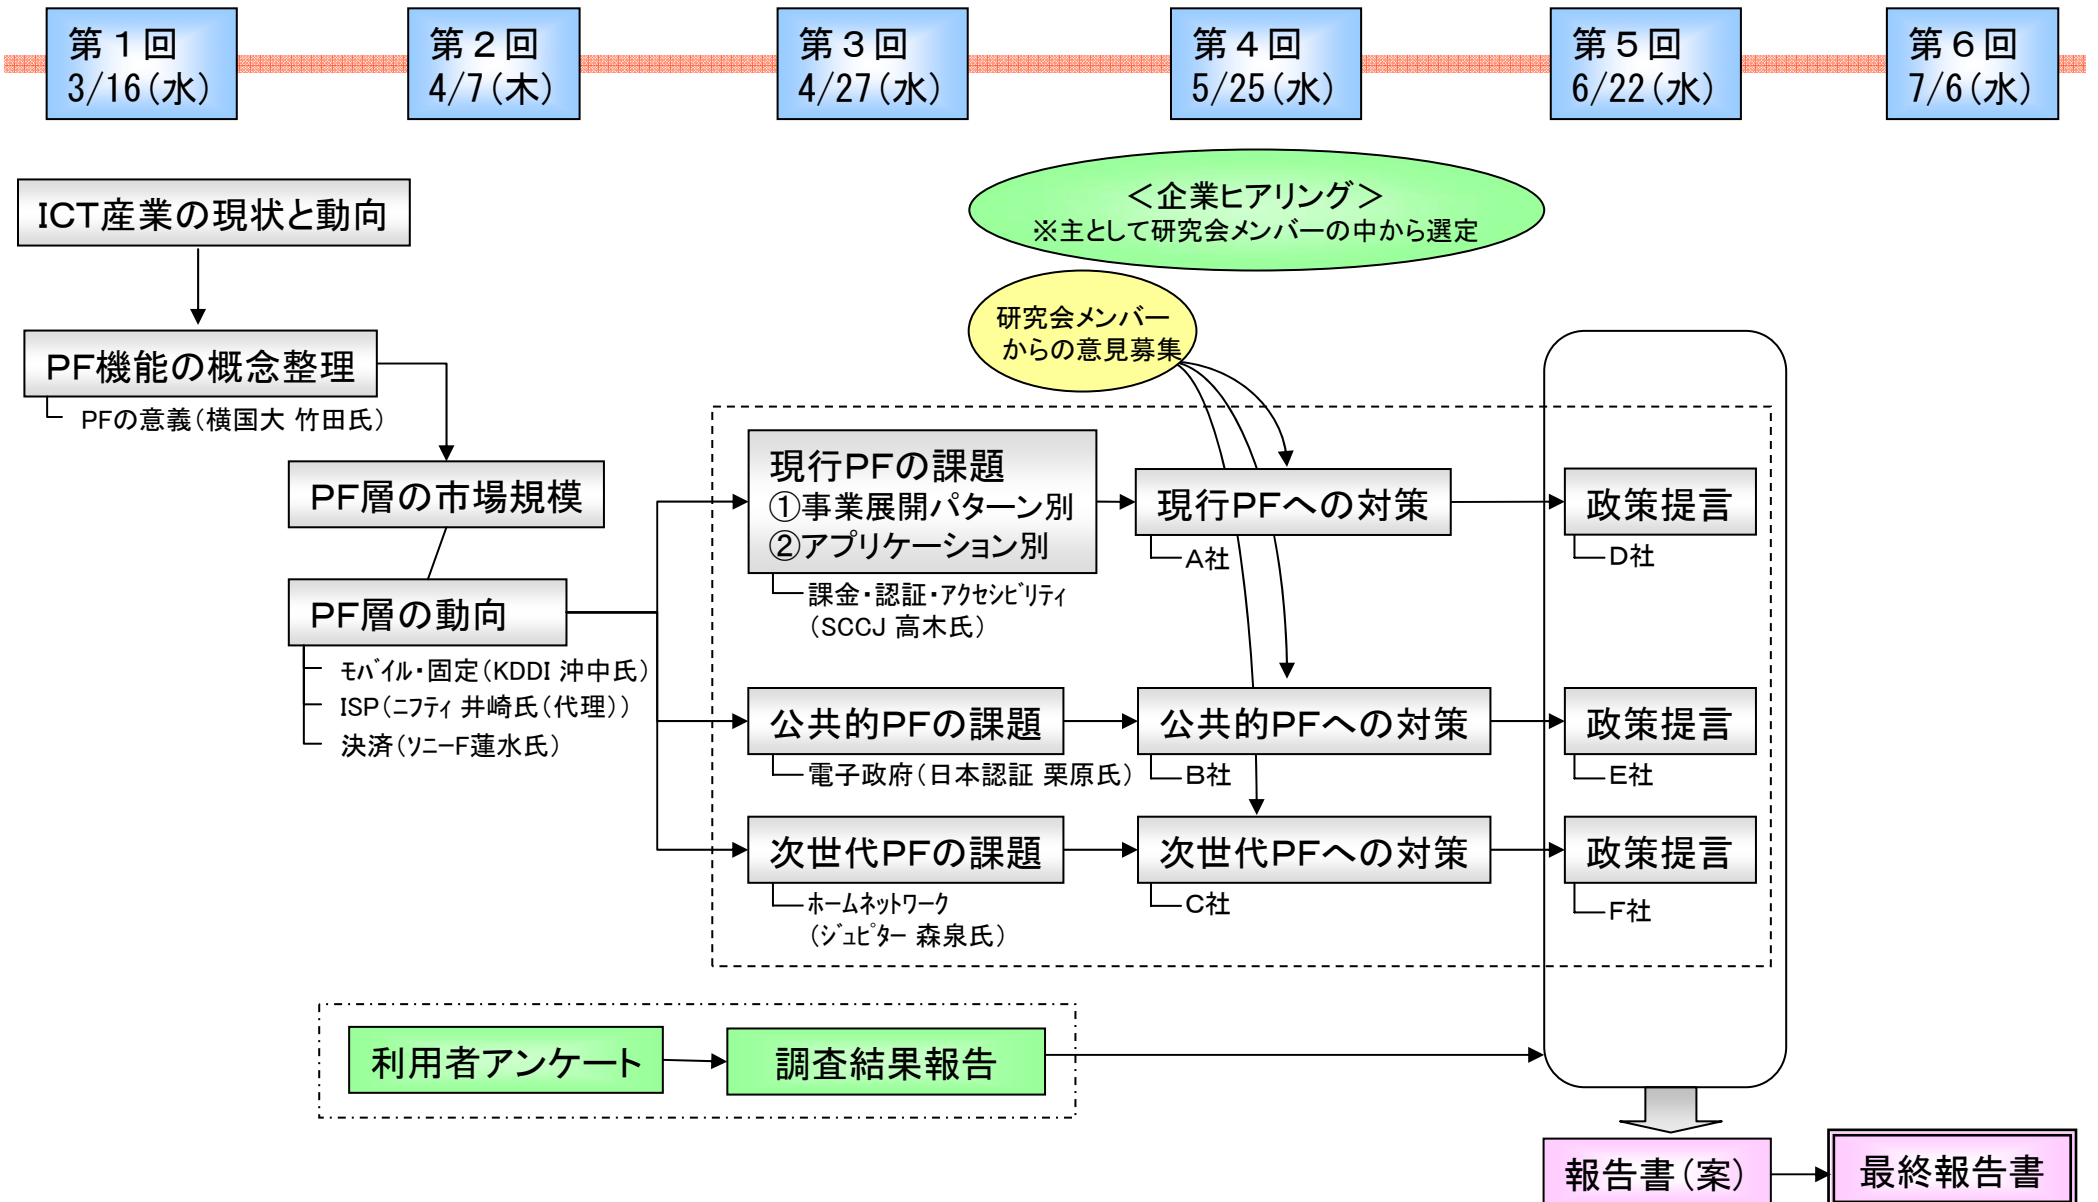 第１回
3/16(水)
第２回
4/7(木)
第３回
4/27(水)
第４回
5/25(水)
第５回
6/22(水)
第６回
7/6(水)
ＩＣＴ産業の現状と動向
＜企業ヒアリング＞
※主として研究会メンバーの中から選定
研究会メンバー
からの意見募集
ＰＦ機能の概念整理
PFの意義（横国大 竹田氏）
ＰＦ層の市場規模
ＰＦ層の動向
ﾓﾊﾞｲﾙ・固定（KDDI 沖中氏）
ISP（ﾆﾌﾃｨ 井崎氏（代理））
決済（ｿﾆｰF蓮水氏）
現行ＰＦの課題
①事業展開パターン別
②アプリケーション別
課金・認証・ｱｸｾｼﾋﾞﾘﾃｨ
（SCCJ 高木氏）
現行ＰＦへの対策
Ａ社
政策提言
Ｄ社
公共的ＰＦの課題
電子政府（日本認証 栗原氏）
公共的ＰＦへの対策
Ｂ社
政策提言
Ｅ社
次世代ＰＦの課題
ﾎｰﾑﾈｯﾄﾜｰｸ
（ｼﾞｭﾋﾟﾀｰ 森泉氏）
次世代ＰＦへの対策
Ｃ社
政策提言
Ｆ社
利用者アンケート
調査結果報告
報告書（案）
最終報告書